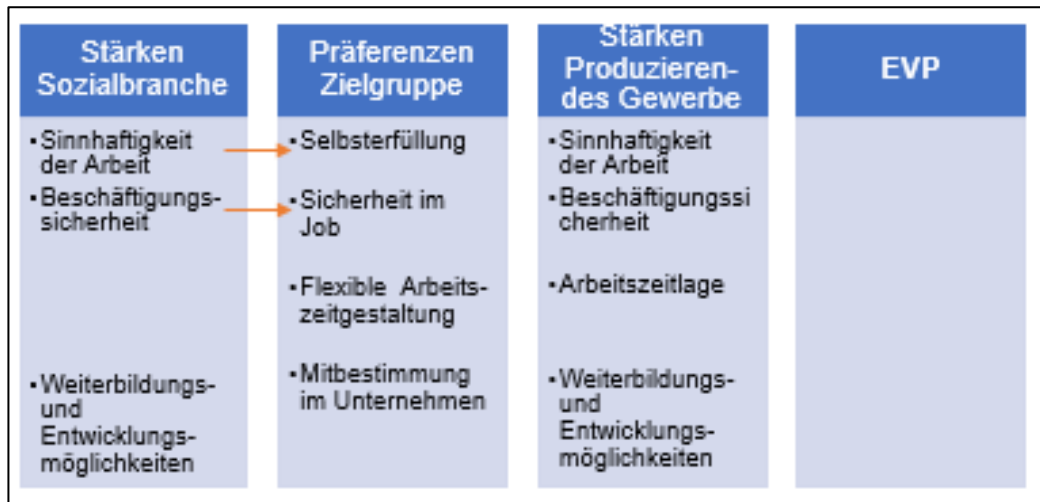 Stärken
Sozialbranche
▪Sinnhaftigkeit
der Arbeit
▪Beschäftigungs-
sicherheit
▪Weiterbildungs-
und
Entwicklungs-
möglichkeiten
Präferenzen
Zielgruppe
▪Selbsterfüllung
▪Sicherheit im
Job
▪Flexible Arbeits-
zeitgestaltung
▪Mitbestimmung
im Unternehmen
Stärken
Produzieren-
des Gewerbe
▪Sinnhaftigkeit
der Arbeit
▪Beschäftigungssi
cherheit
▪Arbeitszeitlage
▪Weiterbildungs-
und
Entwicklungs-
möglichkeiten
EVP